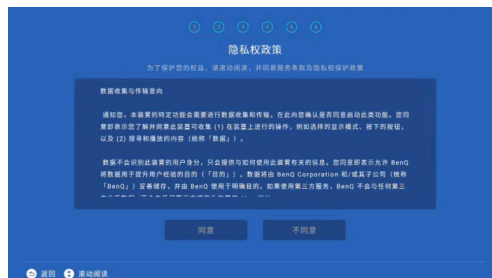 1 2 3 4 5 6
隐私权政策
为了保护您的权益，请滚动阅读，并同意服务条款及隐私权保护政策
数据收集与传输意向
通知您，本装置的特定功能会需要进行数据收集和传输，在此向您确认是否同意启动此类功能。您同
意即表示您了解并同意此装置可收集 (1) 在装置上进行的操作，例如选择的显示模式、按下的按钮，
以及 (2) 搜寻和播放的内容（统称「数据」）。
数据不会识别此装置的用户身分，只会提供与如何使用此装置有关的信息。您同意即表示允许 BenQ
将数据用于提升用户经验的目的（「目的」）。数据将由 BenQ Corporation 和/或其子公司（统称
「BenQ」）妥善储存，并由 BenQ 使用于明确目的。如果使用第三方服务，BenQ 不会与任何第三
同意 不同意
返回 滚动阅读